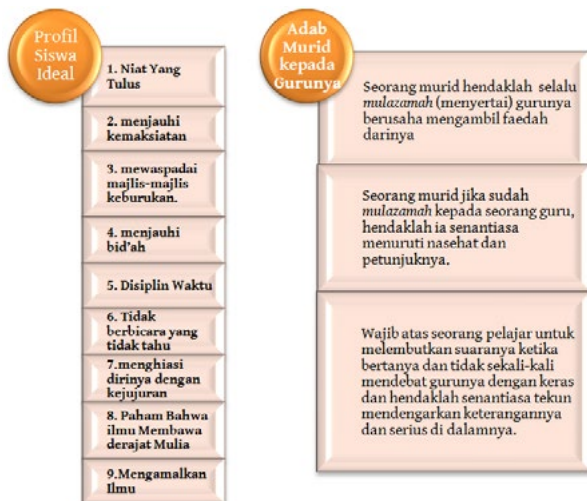 Profil
Siswa
Ideal
1. Niat Yang
Tulus
2. menjauhi
kemaksiatan
3. mewaspadai
majlis-majlis
keburukan.
4. menjauhi
bid'ah
5. Disiplin Waktu
6. Tidak
berbicara yang
tidak tahu
7.menghiasi
dirinya dengan
kejujuran
8. Paham Bahwa
ilmu Membawa
derajat Mulia
9.Mengamalkan
Ilmu
Adab
Murid
kepada
Gurunya
Seorang murid hendaklah selalu
mulazamah (menyertai) gurunya
berusaha mengambil faedah
darinya
Seorang murid jika sudah
mulazamah kepada seorang guru,
hendaklah ia senantiasa
menuruti nasehat dan
petunjuknya.
Wajib atas seorang pelajar untuk
melembutkan suaranya ketika
bertanya dan tidak sekali-kali
mendebat gurunya dengan keras
dan hendaklah senantiasa tekun
mendengarkan keterangannya
dan serius di dalamnya.